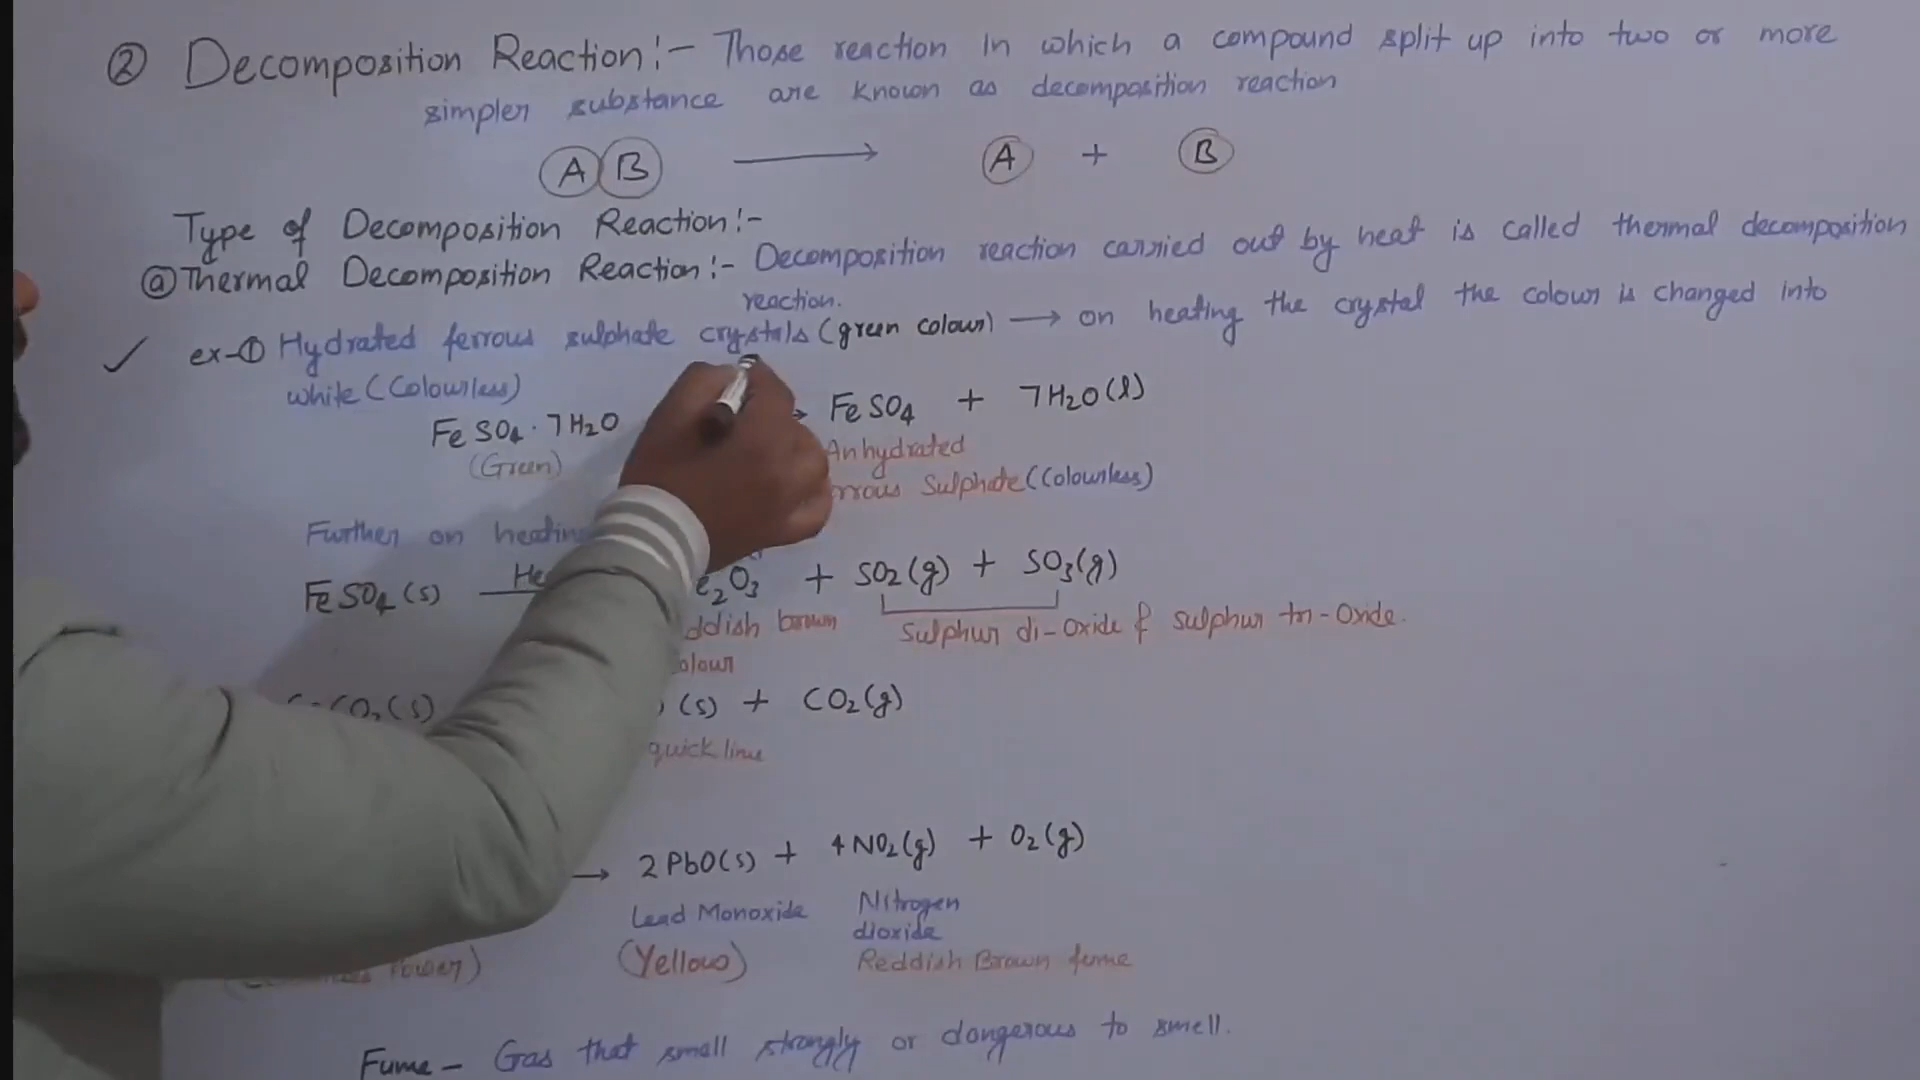 ② Decomposition Reaction:- Those reaction in which a compound split up into two or more
simpler substance are known as decomposition reaction
A B → A + B
Type of Decomposition Reaction:-
ⓐ Thermal Decomposition Reaction:- Decomposition reaction carried out by heat is called thermal decomposition
reaction.
✓ ex-① Hydrated ferrous sulphate crystals (green colour) → on heating the crystal the colour is changed into
white (Colourless)
FeSO₄·7H₂O → FeSO₄ + 7H₂O(l)
(Green) Anhydrated
Sulphate (Colourless)
Further on heating
FeSO₄(s) O₃ + SO₂(g) + SO₃(g)
brown Sulphur di-oxide & sulphur tri-oxide.
(s) + CO₂(g)
quick lime
→ 2PbO(s) + 4NO₂(g) + O₂(g)
Lead Monoxide Nitrogen
dioxide
(Yellow) Reddish Brown fume
Fume - Gas that smell strongly or dangerous to smell.